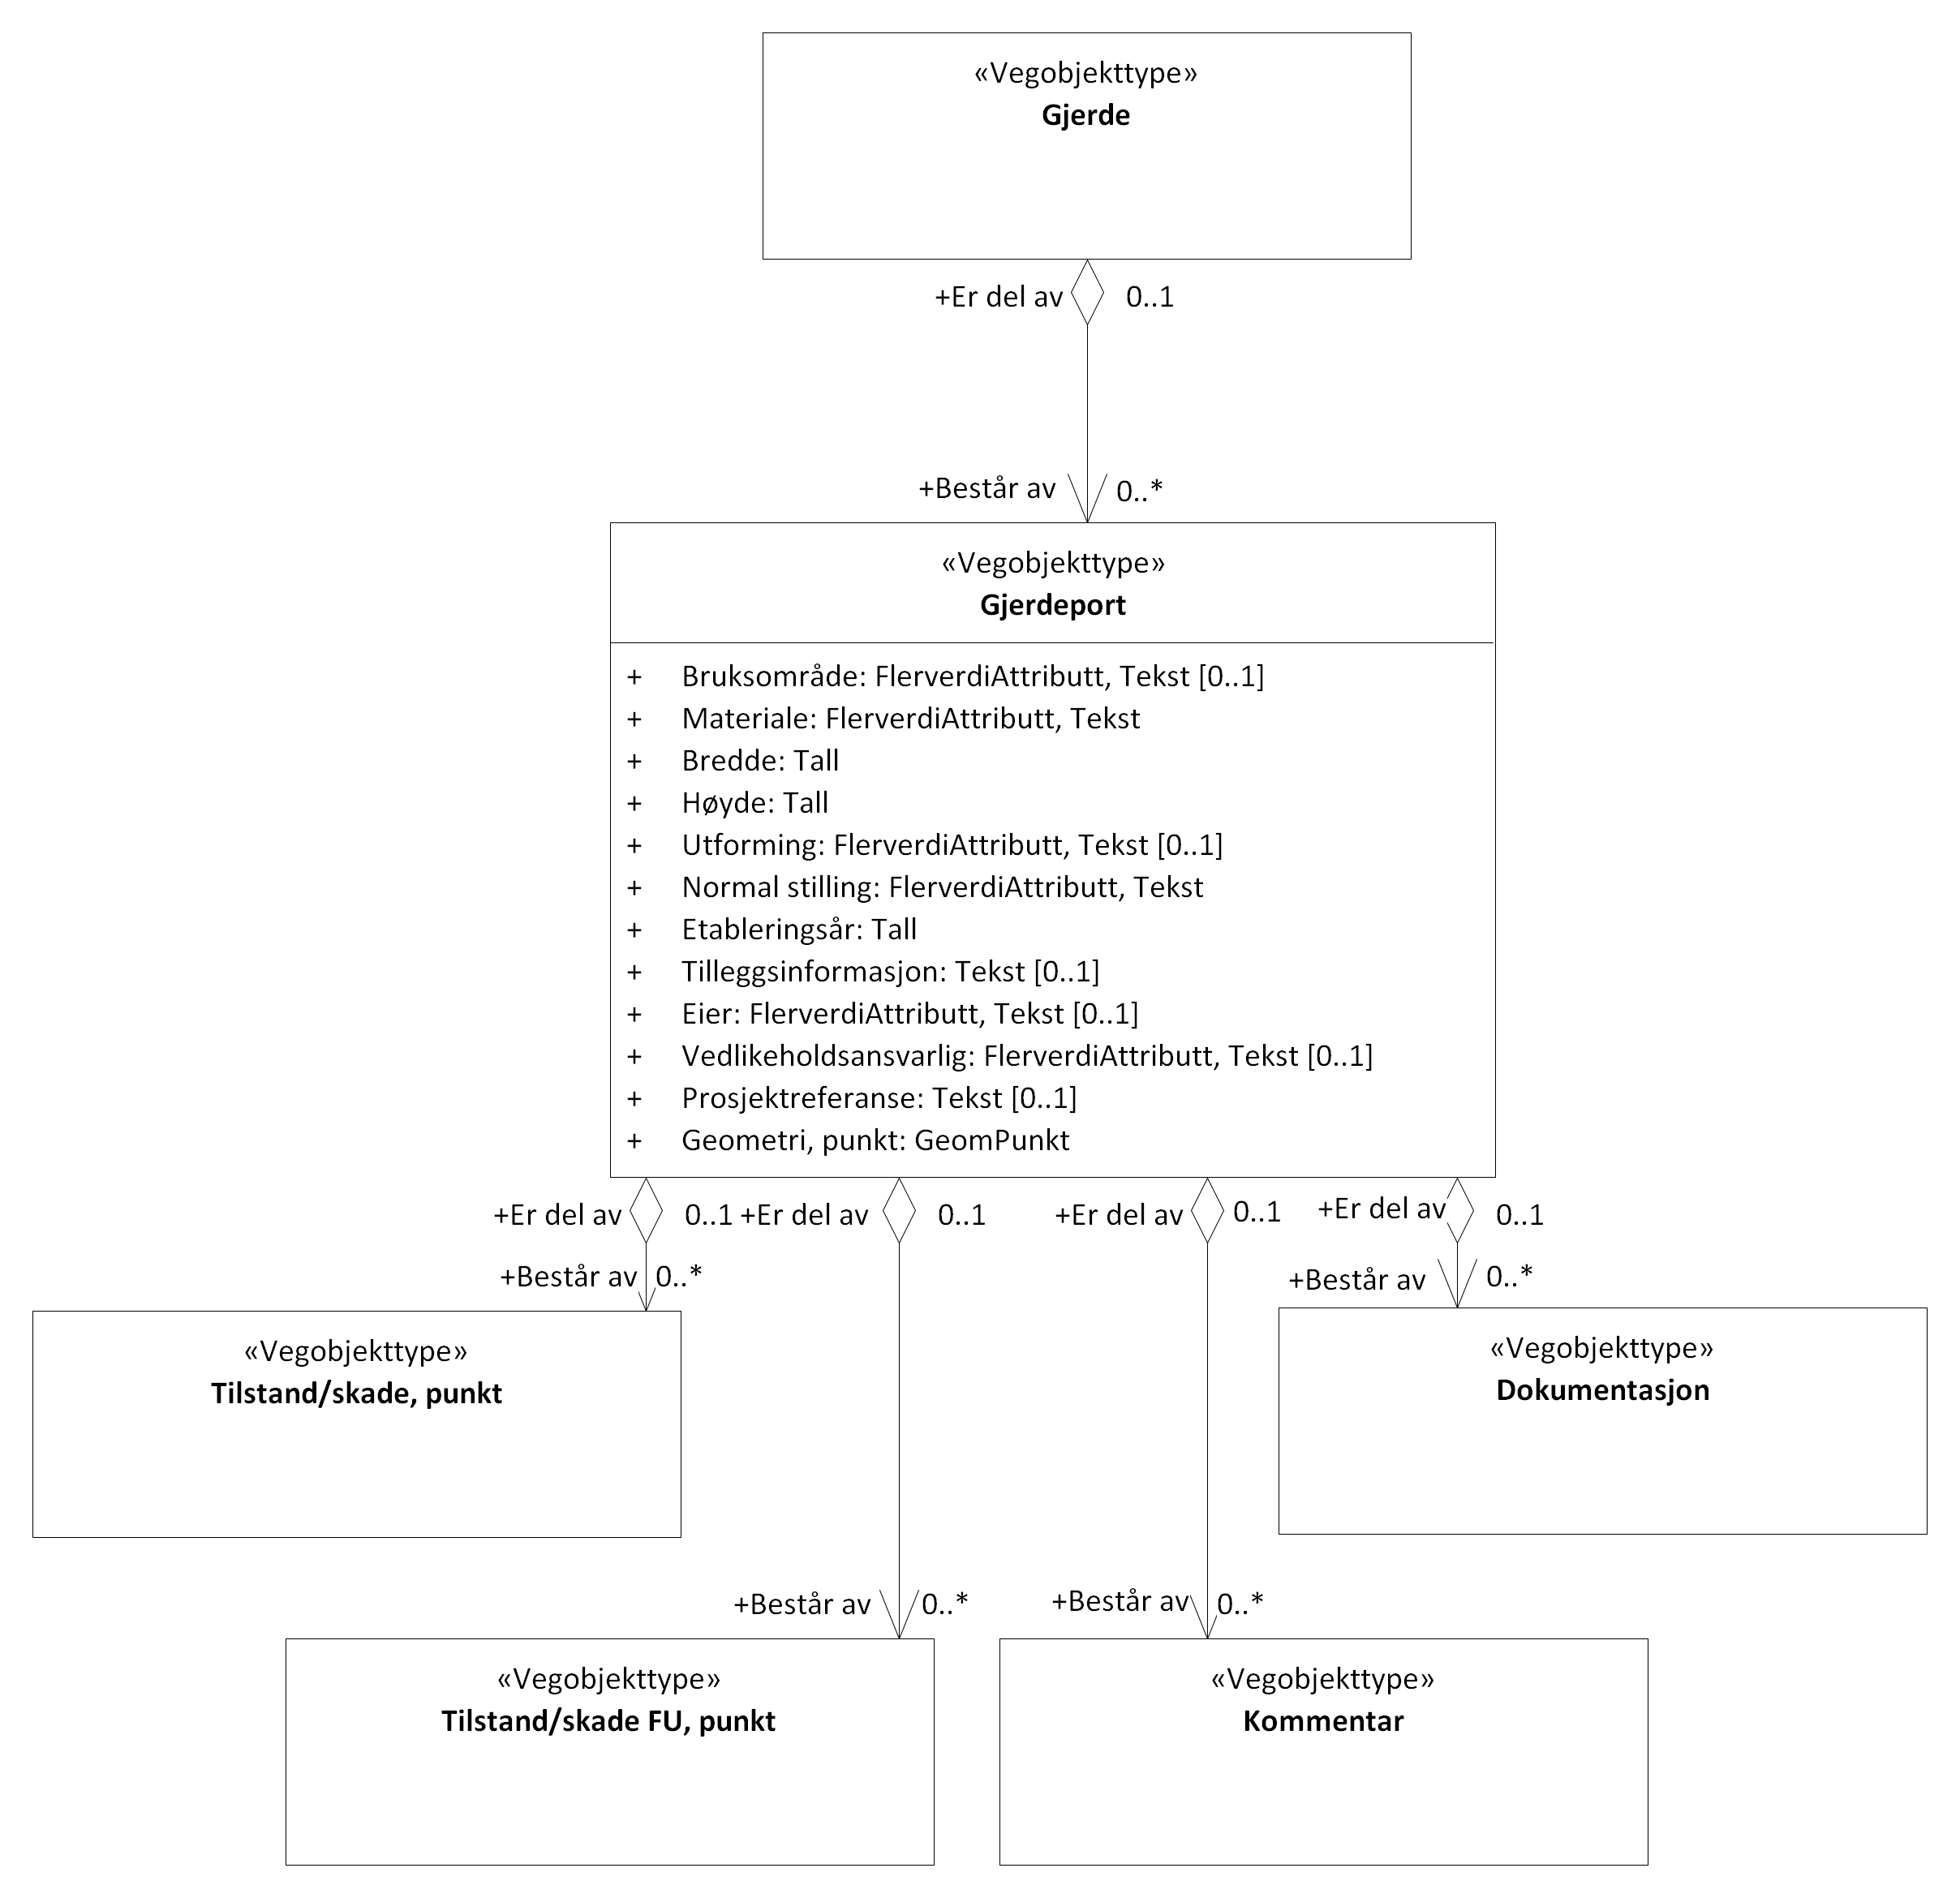 «Vegobjekttype»
Gjerde
+Er del av 0..1
+Består av 0..*
«Vegobjekttype»
Gjerdeport
+ Bruksområde: FlerverdiAttributt, Tekst [0..1]
+ Materiale: FlerverdiAttributt, Tekst
+ Bredde: Tall
+ Høyde: Tall
+ Utforming: FlerverdiAttributt, Tekst [0..1]
+ Normal stilling: FlerverdiAttributt, Tekst
+ Etableringsår: Tall
+ Tilleggsinformasjon: Tekst [0..1]
+ Eier: FlerverdiAttributt, Tekst [0..1]
+ Vedlikeholdsansvarlig: FlerverdiAttributt, Tekst [0..1]
+ Prosjektreferanse: Tekst [0..1]
+ Geometri, punkt: GeomPunkt
+Er del av 0..1 +Er del av 0..1 +Er del av 0..1 +Er del av 0..1
+Består av 0..* +Består av 0..*
«Vegobjekttype»
Tilstand/skade, punkt
«Vegobjekttype»
Dokumentasjon
+Består av 0..* +Består av 0..*
«Vegobjekttype»
Tilstand/skade FU, punkt
«Vegobjekttype»
Kommentar